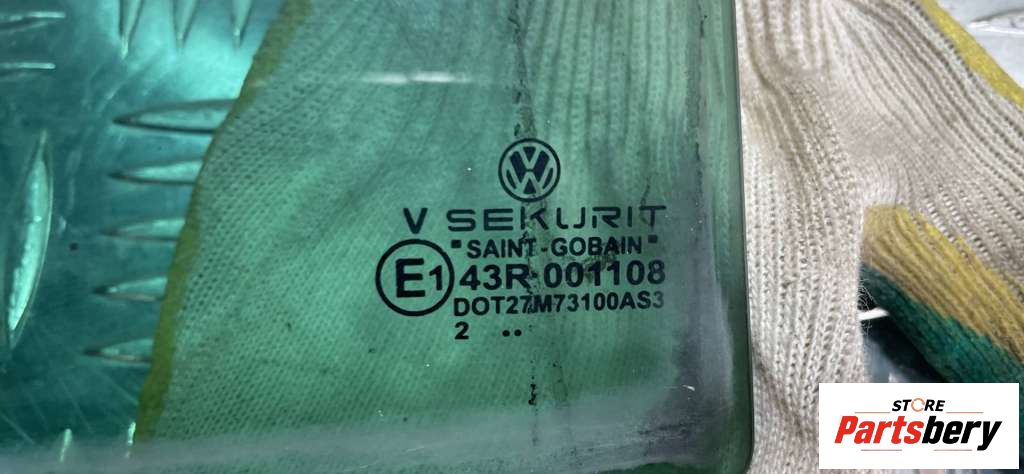 V SEKURIT
"SAINT-GOBAIN"
E1 43R-001108
DOT27M73100AS3
2 ..
STORE
Partsbery